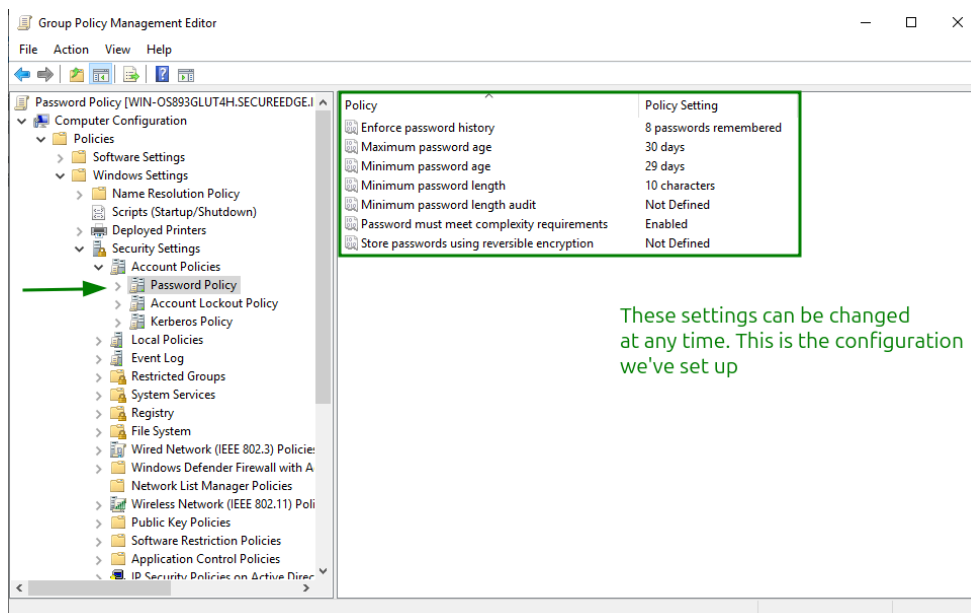 Group Policy Management Editor
File Action View Help
Password Policy [WIN-OS893GLUT4H.SECUREEDGE.I
Computer Configuration
Policies
Software Settings
Windows Settings
Name Resolution Policy
Scripts (Startup/Shutdown)
Deployed Printers
Security Settings
Account Policies
Password Policy
Account Lockout Policy
Kerberos Policy
Local Policies
Event Log
Restricted Groups
System Services
Registry
File System
Wired Network (IEEE 802.3) Policies
Windows Defender Firewall with A
Network List Manager Policies
Wireless Network (IEEE 802.11) Poli
Public Key Policies
Software Restriction Policies
Application Control Policies
IP Security Policies on Active Direc
Policy Policy Setting
Enforce password history 8 passwords remembered
Maximum password age 30 days
Minimum password age 29 days
Minimum password length 10 characters
Minimum password length audit Not Defined
Password must meet complexity requirements Enabled
Store passwords using reversible encryption Not Defined
These settings can be changed
at any time. This is the configuration
we've set up